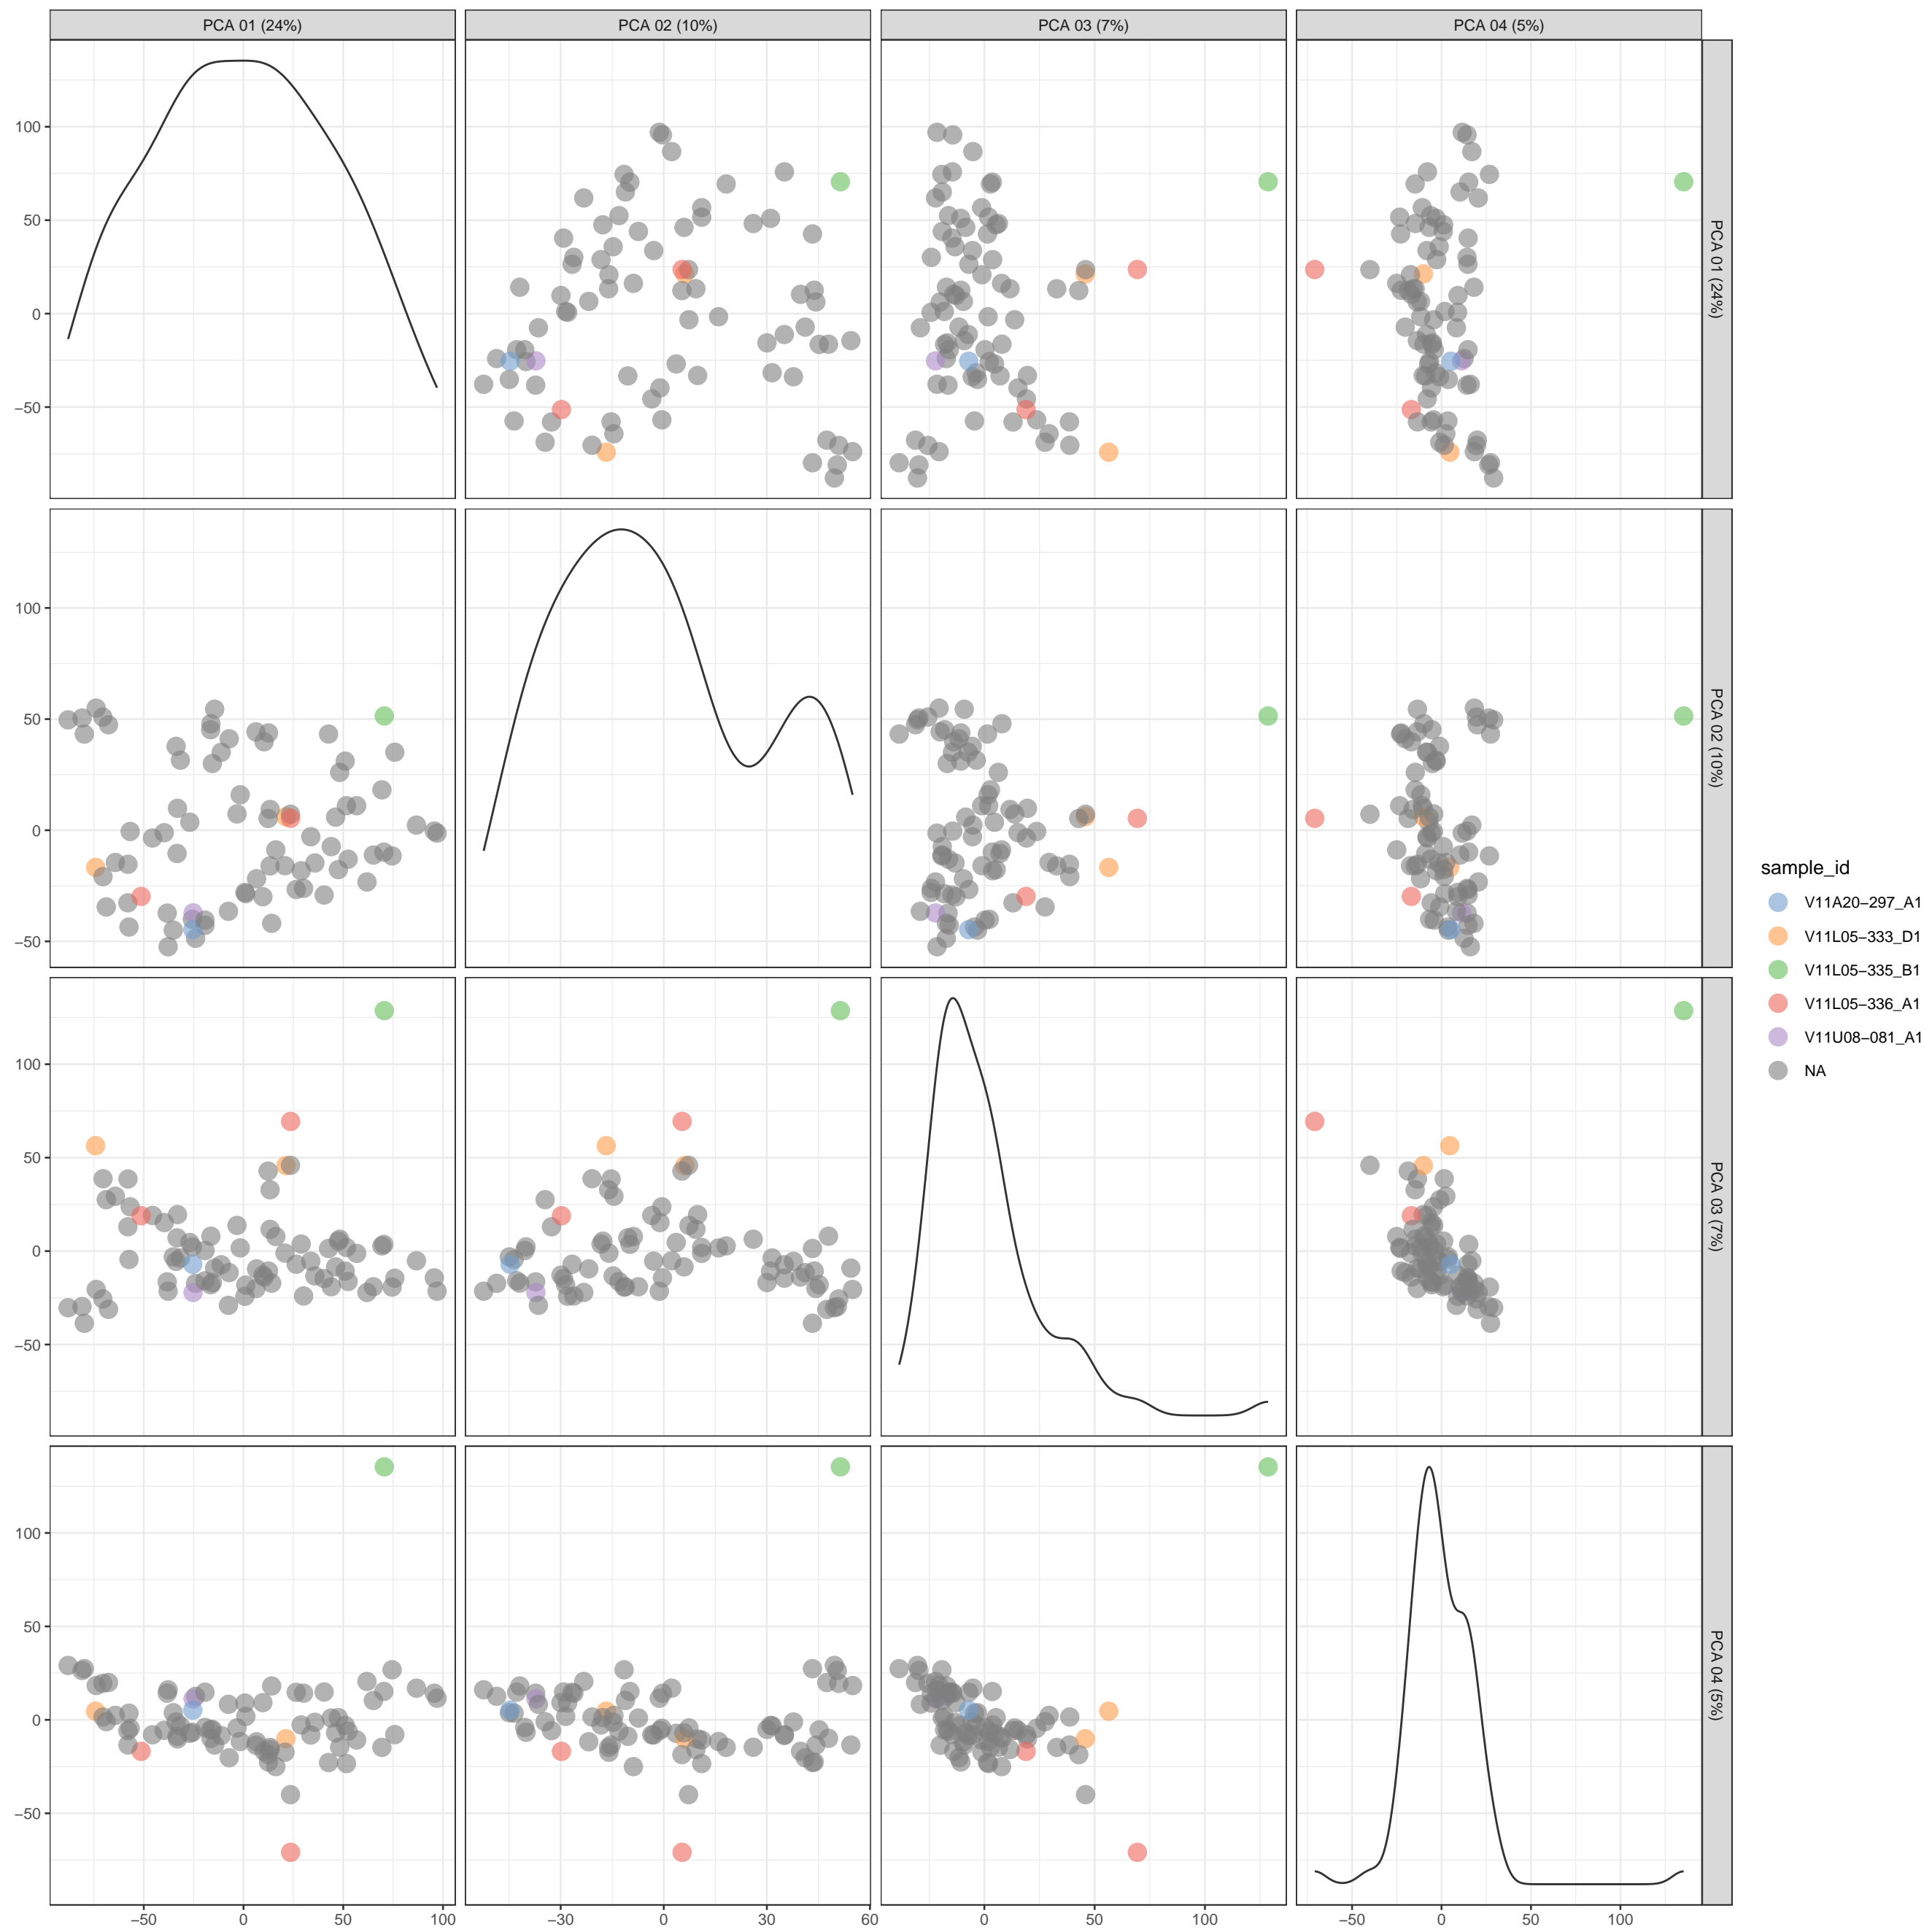 PCA 01 (24%)
PCA 02 (10%)
PCA 03 (7%)
PCA 04 (5%)
100
50
0
−50
PCA 01 (24%)
100
50
0
−50
PCA 02 (10%)
100
50
0
−50
PCA 03 (7%)
100
50
0
−50
PCA 04 (5%)
−50 0 50 100
−30 0 30 60
0 50 100
−50 0 50 100
sample_id
V11A20−297_A1
V11L05−333_D1
V11L05−335_B1
V11L05−336_A1
V11U08−081_A1
NA